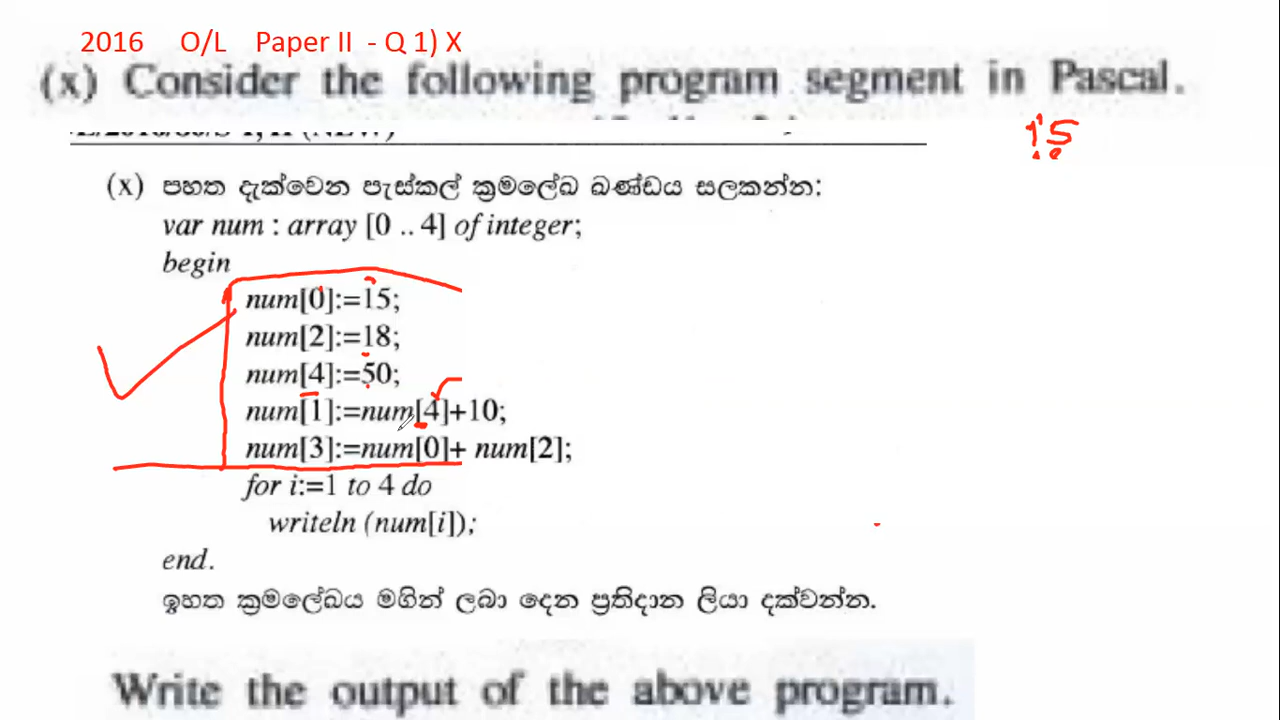 2016 O/L Paper II - Q 1) X
(x) Consider the following program segment in Pascal.
15
(x) පහත දැක්වෙන පැස්කල් ක්‍රමලේඛ ඛණ්ඩය සලකන්න:
var num : array [0 .. 4] of integer;
begin
num[0]:=15;
num[2]:=18;
num[4]:=50;
num[1]:=num[4]+10;
num[3]:=num[0]+ num[2];
for i:=1 to 4 do
writeln (num[i]);
end.
ඉහත ක්‍රමලේඛය මගින් ලබා දෙන ප්‍රතිදාන ලියා දක්වන්න.
Write the output of the above program.